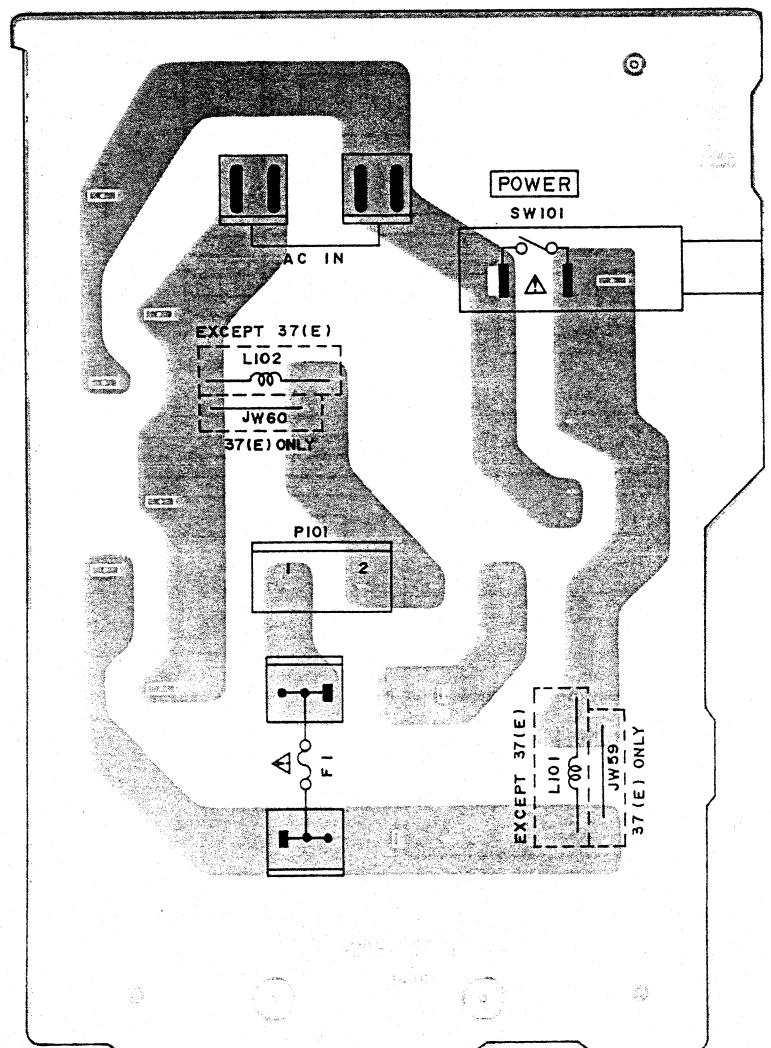 POWER
SW101
AC IN
EXCEPT 37(E)
L102
JW60
37(E) ONLY
P101
1 2
F1
EXCEPT 37(E)
L101
JW59
37(E) ONLY